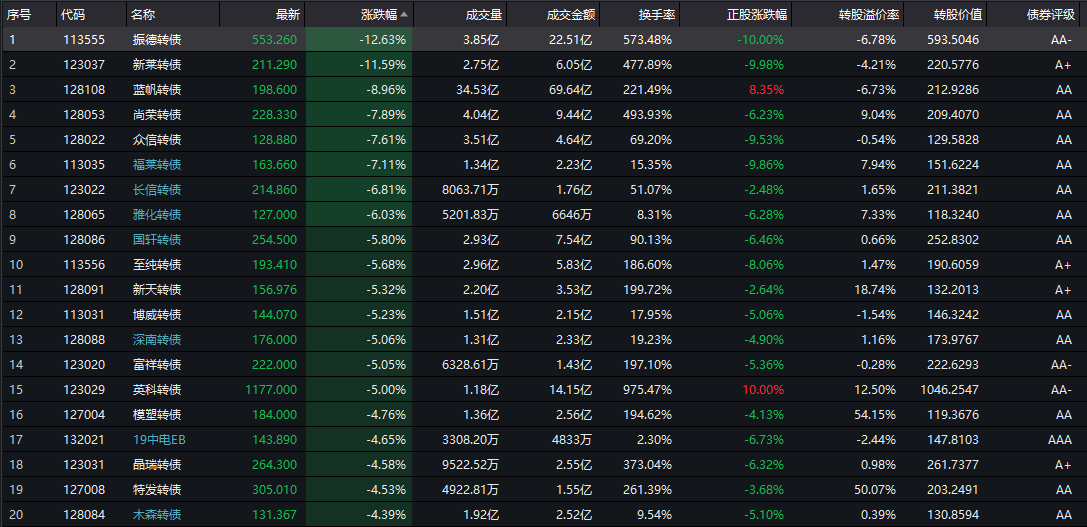 序号 代码 名称 最新 涨跌幅 成交量 成交金额 换手率 正股涨跌幅 转股溢价率 转股价值 债券评级
1 113555 振德转债 553.260 -12.63% 3.85亿 22.51亿 573.48% -10.00% -6.78% 593.5046 AA-
2 123037 新莱转债 211.290 -11.59% 2.75亿 6.05亿 477.89% -9.98% -4.21% 220.5776 A+
3 128108 蓝帆转债 198.600 -8.96% 34.53亿 69.64亿 221.49% 8.35% -6.73% 212.9286 AA
4 128053 尚荣转债 228.330 -7.89% 4.04亿 9.44亿 493.93% -6.23% 9.04% 209.4070 AA
5 128022 众信转债 128.880 -7.61% 3.51亿 4.64亿 69.20% -9.53% -0.54% 129.5828 AA
6 113035 福莱转债 163.660 -7.11% 1.34亿 2.23亿 15.35% -9.86% 7.94% 151.6224 AA
7 123022 长信转债 214.860 -6.81% 8063.71万 1.76亿 51.07% -2.48% 1.65% 211.3821 AA
8 128065 雅化转债 127.000 -6.03% 5201.83万 6646万 8.31% -6.28% 7.33% 118.3240 AA
9 128086 国轩转债 254.500 -5.80% 2.93亿 7.54亿 90.13% -6.46% 0.66% 252.8302 AA
10 113556 至纯转债 193.410 -5.68% 2.96亿 5.83亿 186.60% -8.06% 1.47% 190.6059 A+
11 128091 新天转债 156.976 -5.32% 2.20亿 3.53亿 199.72% -2.64% 18.74% 132.2013 A+
12 113031 博威转债 144.070 -5.23% 2.15亿 3.12亿 17.95% -5.06% -1.54% 146.3242 AA
13 128088 深南转债 176.000 -5.06% 1.31亿 2.33亿 19.23% -4.90% 1.16% 173.9767 AA
14 123020 富祥转债 222.000 -5.05% 6328.61万 1.43亿 197.10% -5.36% -0.28% 222.6293 AA-
15 123029 英科转债 1177.000 -5.00% 1.18亿 14.15亿 975.47% 10.00% 12.50% 1046.2547 AA-
16 127004 模塑转债 184.000 -4.76% 1.36亿 2.56亿 194.62% -4.13% 54.15% 119.3676 AA
17 132021 19中电EB 143.890 -4.65% 3308.20万 4833万 2.30% -6.73% -2.44% 147.8103 AAA
18 123031 晶瑞转债 264.300 -4.58% 9522.52万 2.55亿 373.04% -6.32% 0.98% 261.7377 A+
19 127008 特发转债 305.010 -4.53% 4922.81万 1.55亿 261.39% -3.68% 50.07% 203.2491 AA
20 128084 木森转债 131.367 -4.39% 1.92亿 2.52亿 9.54% -5.10% 0.39% 130.8594 AA